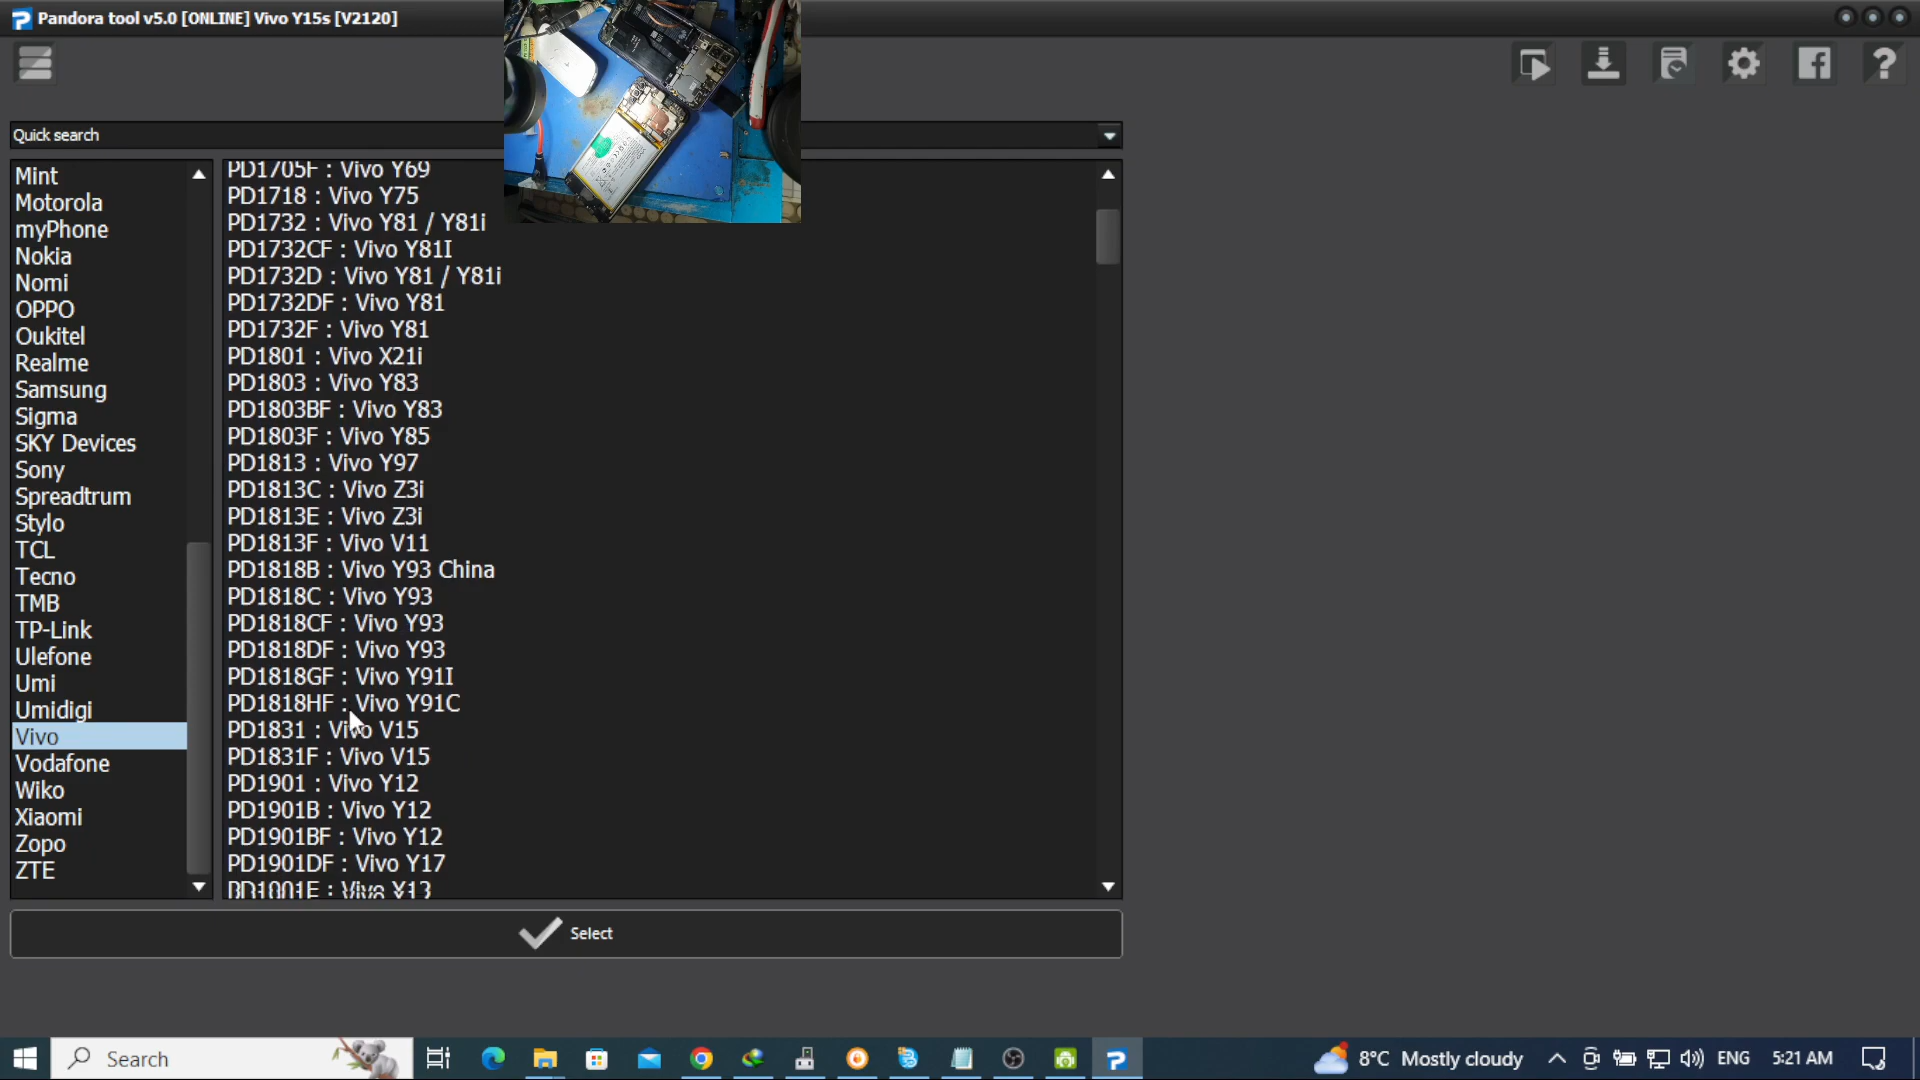 Pandora tool v5.0 [ONLINE] Vivo Y15s [V2120]
Quick search
Mint
Motorola
myPhone
Nokia
Nomi
OPPO
Oukitel
Realme
Samsung
Sigma
SKY Devices
Sony
Spreadtrum
Stylo
TCL
Tecno
TMB
TP-Link
Ulefone
Umi
Umidigi
Vivo
Vodafone
Wiko
Xiaomi
Zopo
ZTE
PD1705F : Vivo Y69
PD1718 : Vivo Y75
PD1732 : Vivo Y81 / Y81i
PD1732CF : Vivo Y81I
PD1732D : Vivo Y81 / Y81i
PD1732DF : Vivo Y81
PD1732F : Vivo Y81
PD1801 : Vivo X21i
PD1803 : Vivo Y83
PD1803BF : Vivo Y83
PD1803F : Vivo Y85
PD1813 : Vivo Y97
PD1813C : Vivo Z3i
PD1813E : Vivo Z3i
PD1813F : Vivo V11
PD1818B : Vivo Y93 China
PD1818C : Vivo Y93
PD1818CF : Vivo Y93
PD1818DF : Vivo Y93
PD1818GF : Vivo Y91I
PD1818HF : Vivo Y91C
PD1831 : Vivo V15
PD1831F : Vivo V15
PD1901 : Vivo Y12
PD1901B : Vivo Y12
PD1901BF : Vivo Y12
PD1901DF : Vivo Y17
Select
Search
8°C Mostly cloudy
ENG
5:21 AM